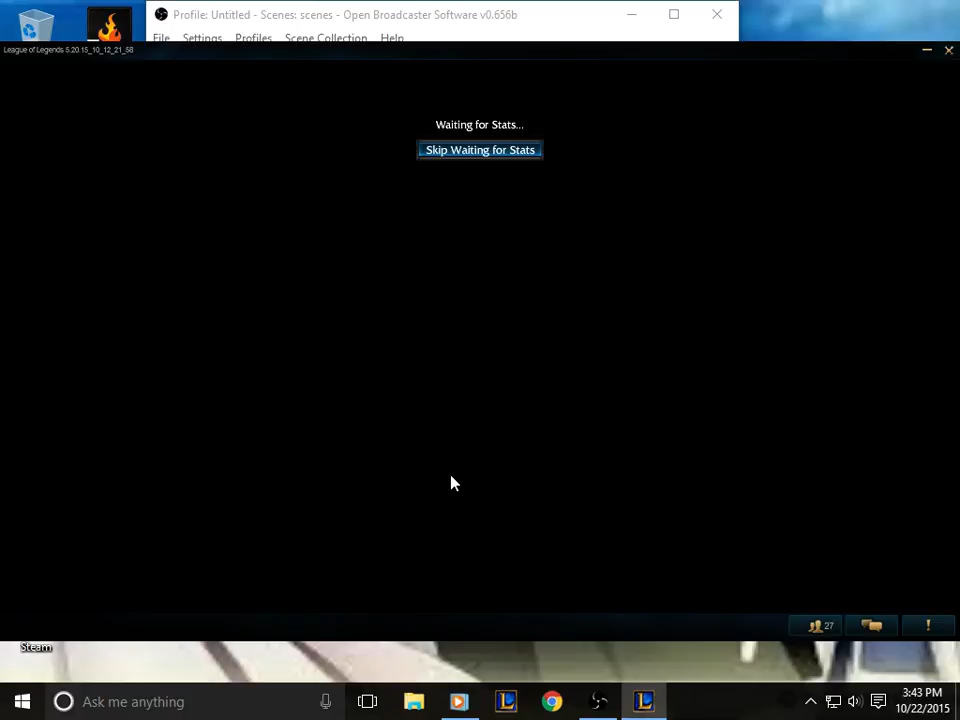 Profile: Untitled - Scenes: scenes - Open Broadcaster Software v0.656b
File Settings Profiles Scene Collection Help
League of Legends 5.20.15_10_12_21_58
Waiting for Stats...
Skip Waiting for Stats
27
Steam
Ask me anything
3:43 PM
10/22/2015